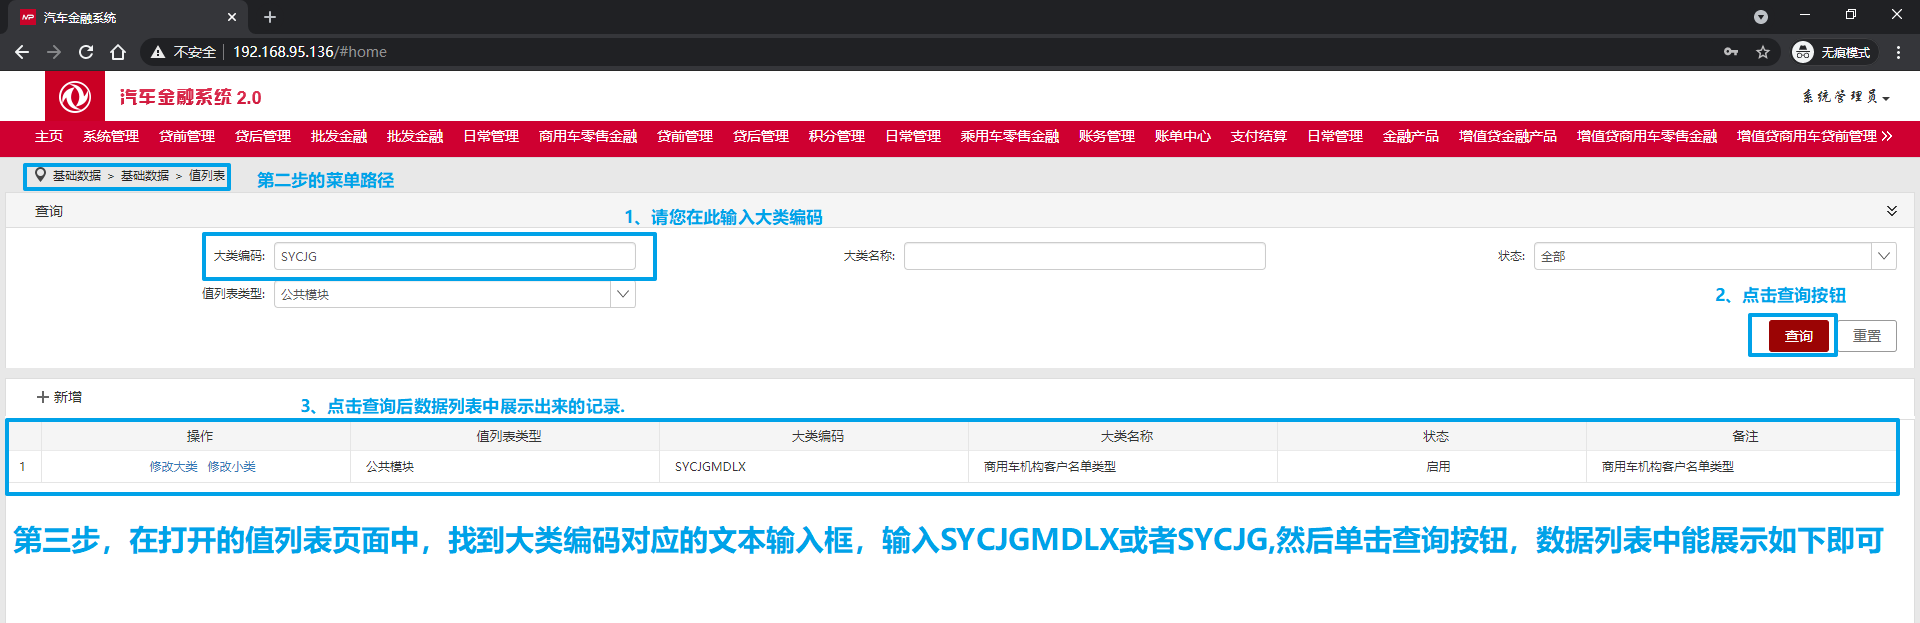 汽车金融系统
不安全 192.168.95.136/#home 无痕模式
汽车金融系统 2.0 系统管理员
主页 系统管理 贷前管理 贷后管理 批发金融 批发金融 日常管理 商用车零售金融 贷前管理 贷后管理 积分管理 日常管理 乘用车零售金融 账务管理 账单中心 支付结算 日常管理 金融产品 增值贷金融产品 增值贷商用车零售金融 增值贷商用车贷前管理
基础数据 > 基础数据 > 值列表 第二步的菜单路径
查询
1、请您在此输入大类编码
大类编码: SYCJG 大类名称: 状态: 全部
值列表类型: 公共模块
2、点击查询按钮
查询 重置
新增
3、点击查询后数据列表中展示出来的记录.
操作 值列表类型 大类编码 大类名称 状态 备注
1 修改大类 修改小类 公共模块 SYCJGMDLX 商用车机构客户名单类型 启用 商用车机构客户名单类型
第三步，在打开的值列表页面中，找到大类编码对应的文本输入框，输入SYCJGMDLX或者SYCJG,然后单击查询按钮，数据列表中能展示如下即可